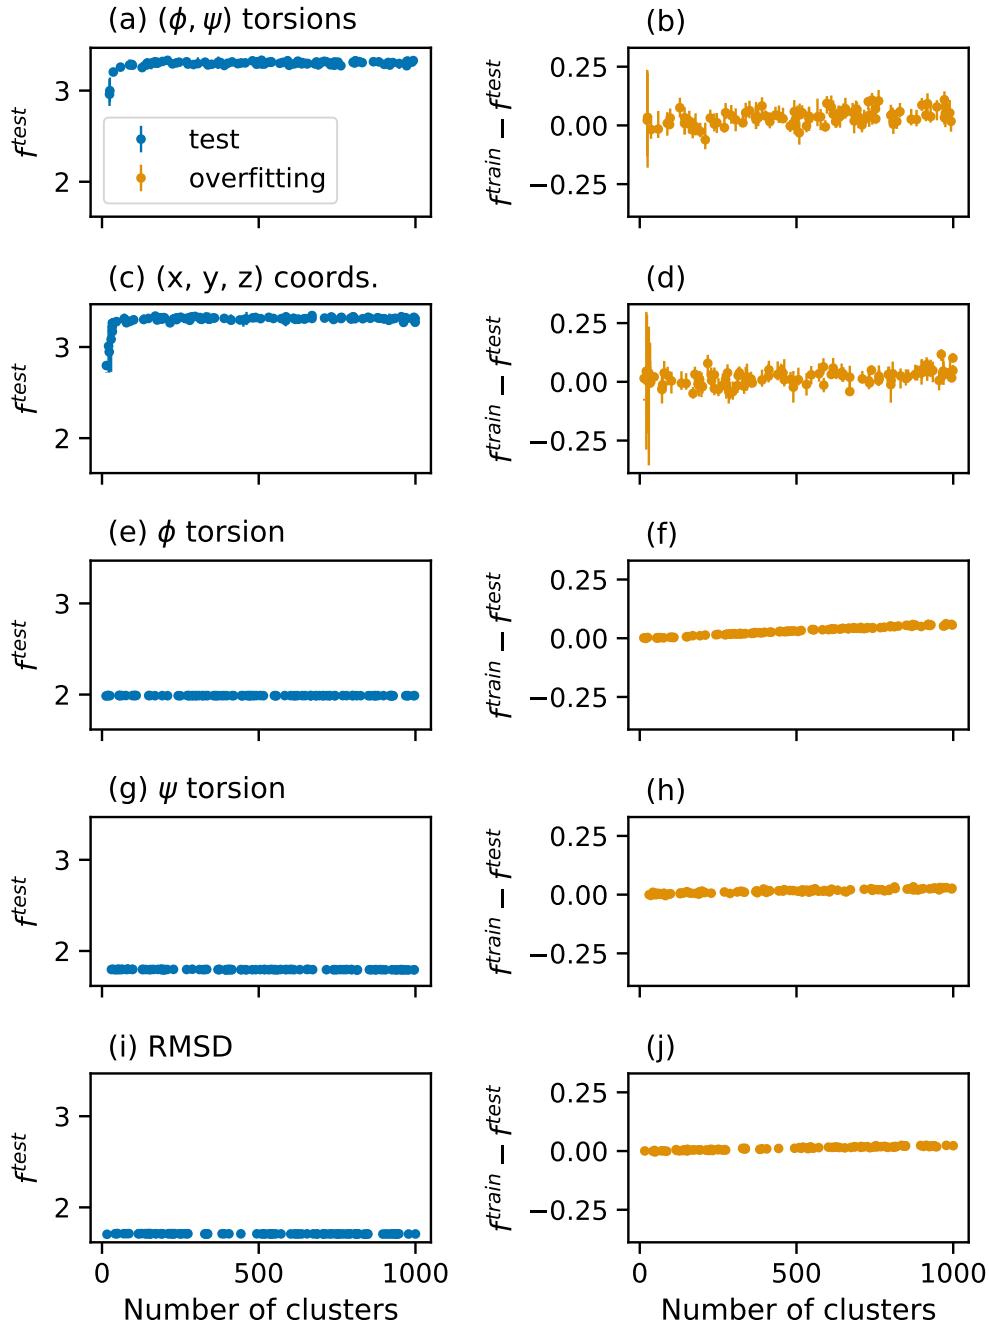 (a) (ϕ, ψ) torsions
(b)
f^test
3
2
test
overfitting
f^train − f^test
0.25
0.00
−0.25
(c) (x, y, z) coords.
(d)
f^test
3
2
f^train − f^test
0.25
0.00
−0.25
(e) ϕ torsion
(f)
f^test
3
2
f^train − f^test
0.25
0.00
−0.25
(g) ψ torsion
(h)
f^test
3
2
f^train − f^test
0.25
0.00
−0.25
(i) RMSD
(j)
f^test
3
2
f^train − f^test
0.25
0.00
−0.25
0 500 1000
0 500 1000
Number of clusters
Number of clusters